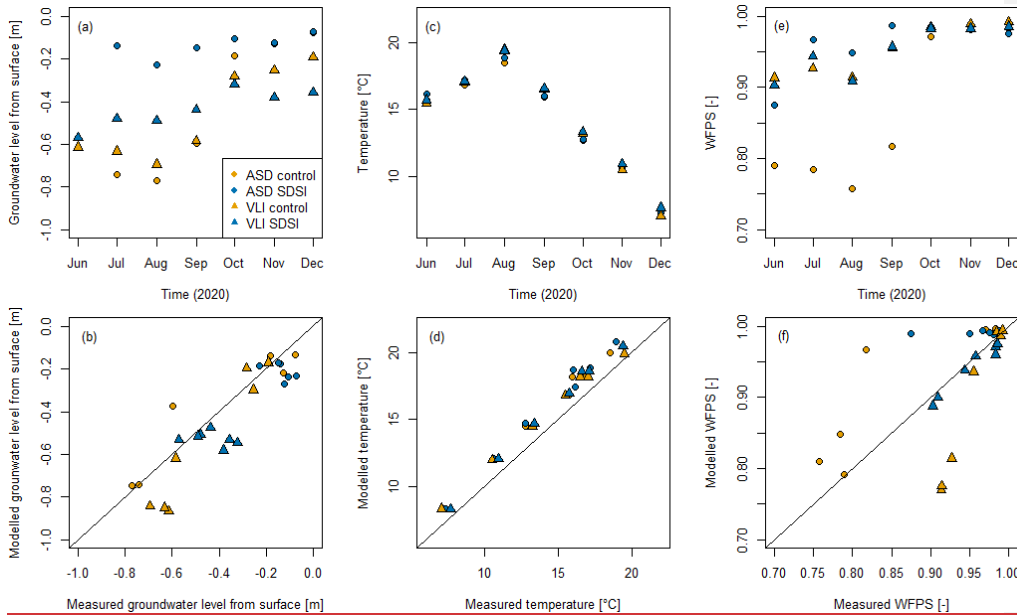 (a)
Groundwater level from surface [m]
0.0
-0.2
-0.4
-0.6
-0.8
-1.0
ASD control
ASD SDSI
VLI control
VLI SDSI
Jun Jul Aug Sep Oct Nov Dec
Time (2020)
(c)
Temperature [°C]
20
15
10
Jun Jul Aug Sep Oct Nov Dec
Time (2020)
(e)
WFPS [-]
1.00
0.90
0.80
0.70
Jun Jul Aug Sep Oct Nov Dec
Time (2020)
(b)
Modelled grounwater level from surface [m]
0.0
-0.2
-0.4
-0.6
-0.8
-1.0
-1.0 -0.8 -0.6 -0.4 -0.2 0.0
Measured groundwater level from surface [m]
(d)
Modelled temperature [°C]
20
15
10
10 15 20
Measured temperature [°C]
(f)
Modelled WFPS [-]
1.00
0.90
0.80
0.70
0.70 0.75 0.80 0.85 0.90 0.95 1.00
Measured WFPS [-]